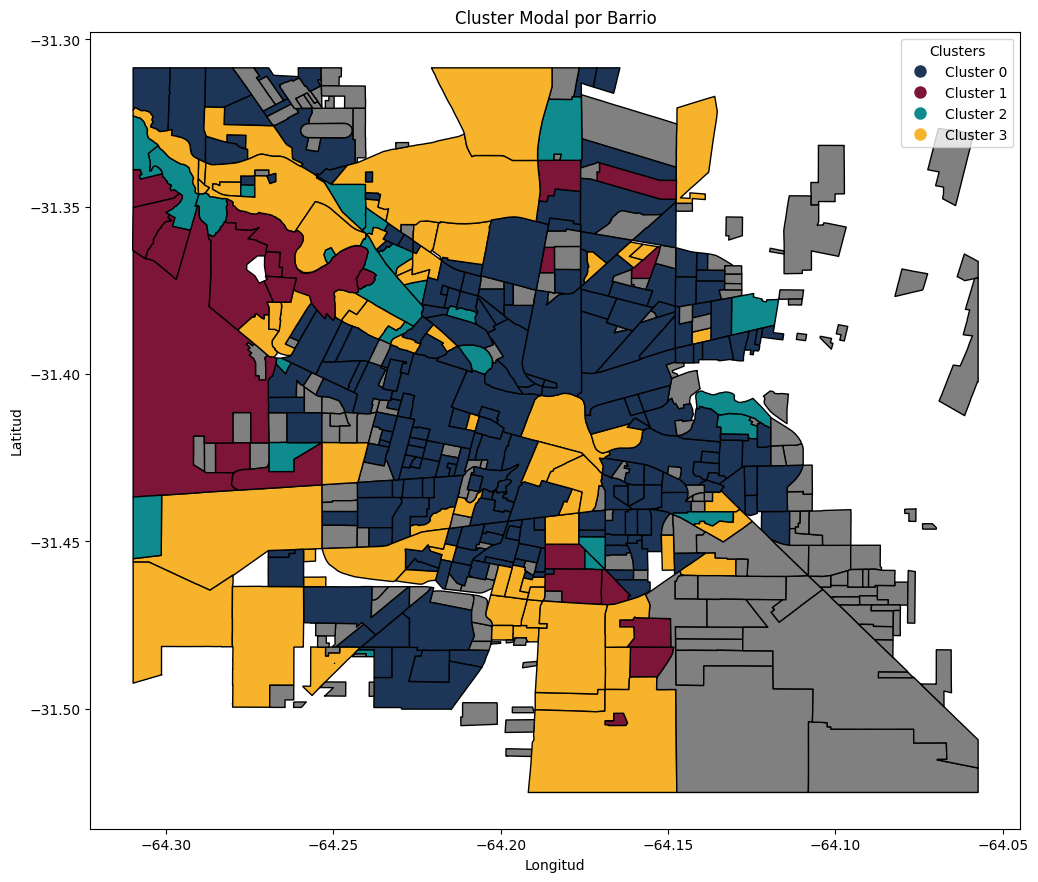 Cluster Modal por Barrio
−31.30
−31.35
−31.40
−31.45
−31.50
Latitud
Clusters
Cluster 0
Cluster 1
Cluster 2
Cluster 3
−64.30
−64.25
−64.20
−64.15
−64.10
−64.05
Longitud